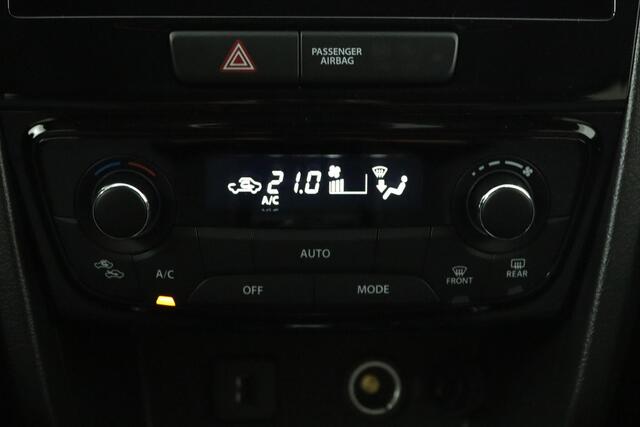 PASSENGER
AIRBAG
21.0
A/C
AUTO
A/C
OFF
MODE
FRONT
REAR